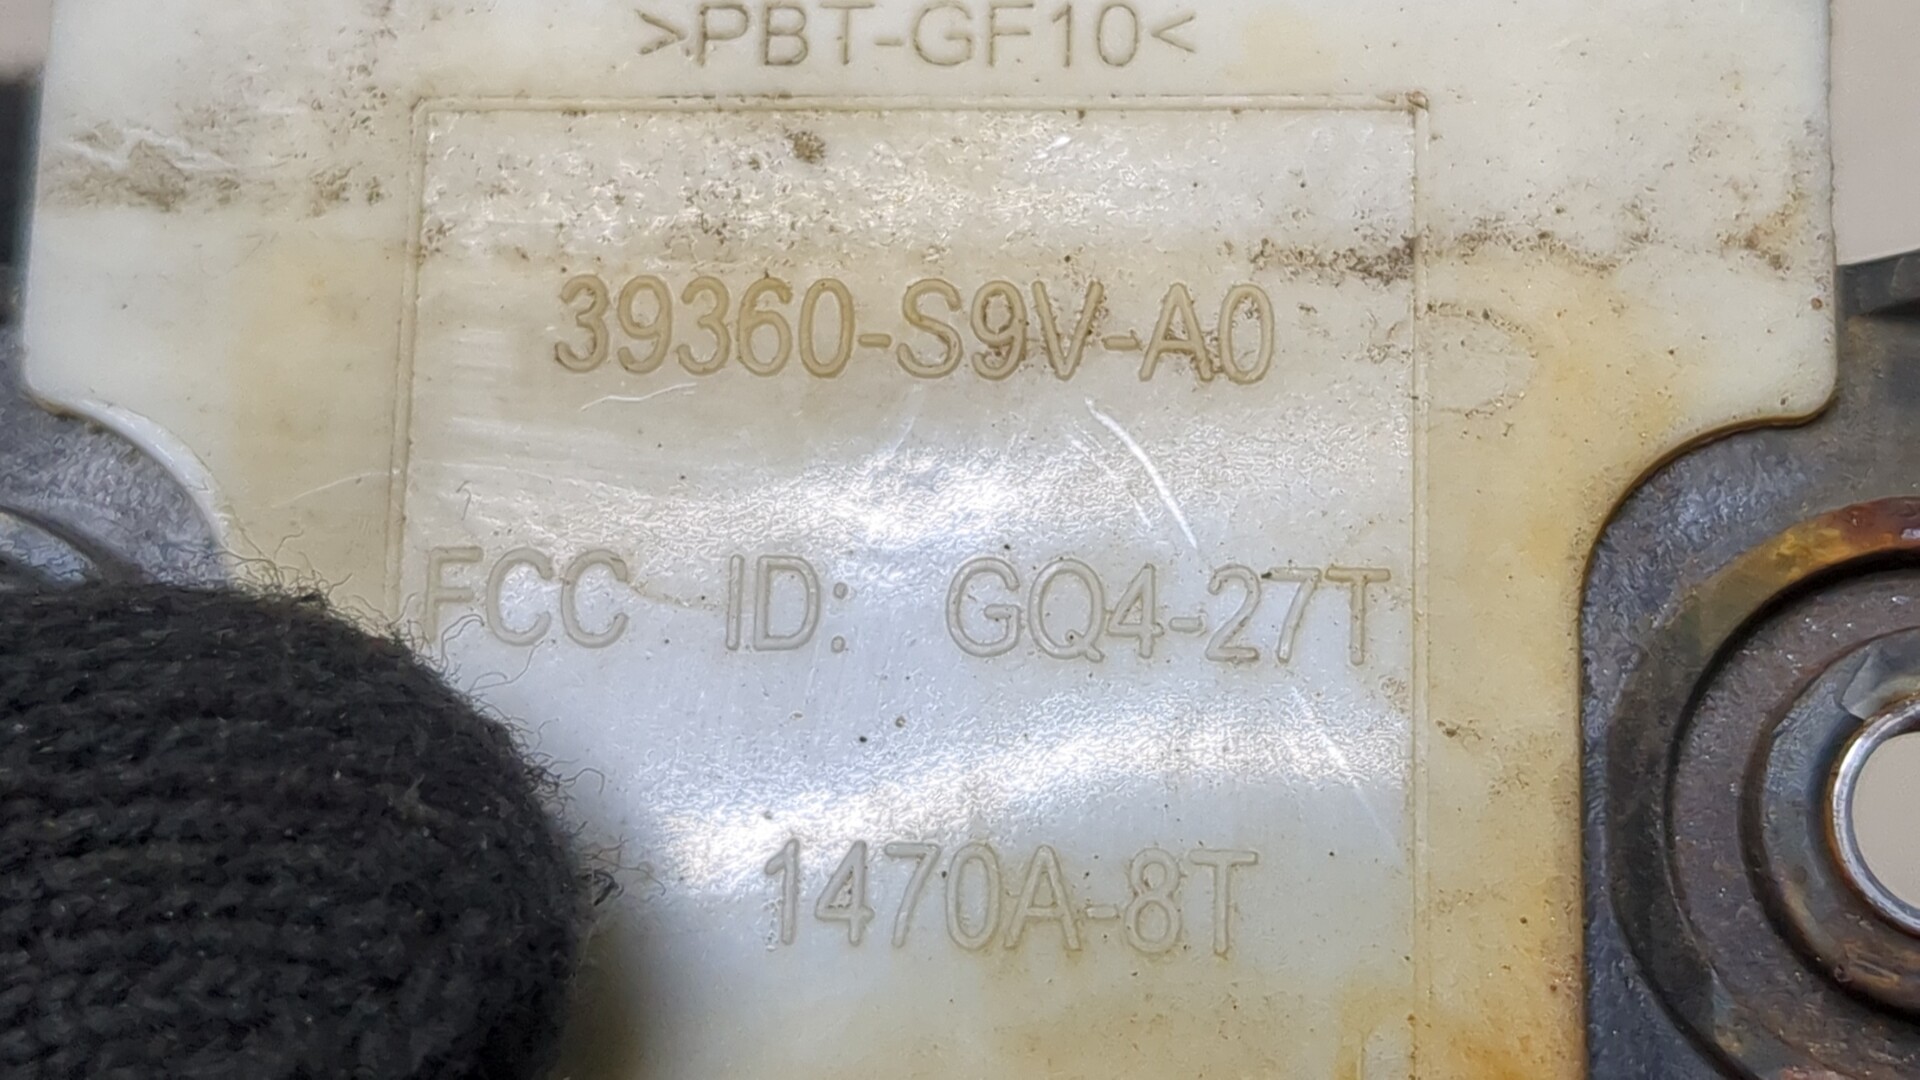 >PBT-GF10<
39360-S9V-A0
FCC ID: GQ4-27T
1470A-8T